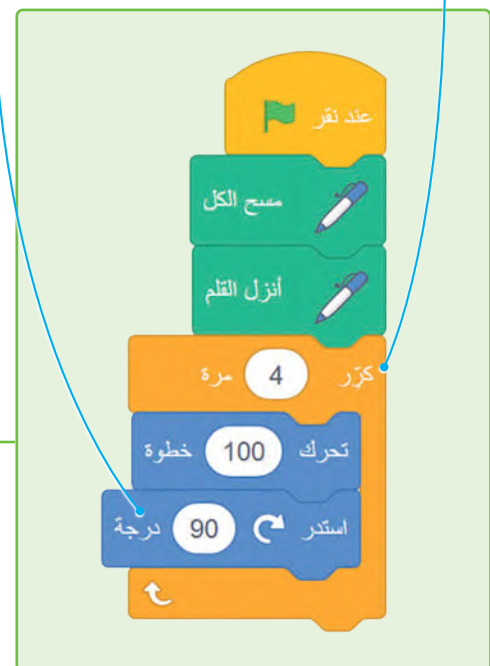 عند نقر
مسح الكل
أنزل القلم
كرّر 4 مرة
تحرك 100 خطوة
استدر 90 درجة